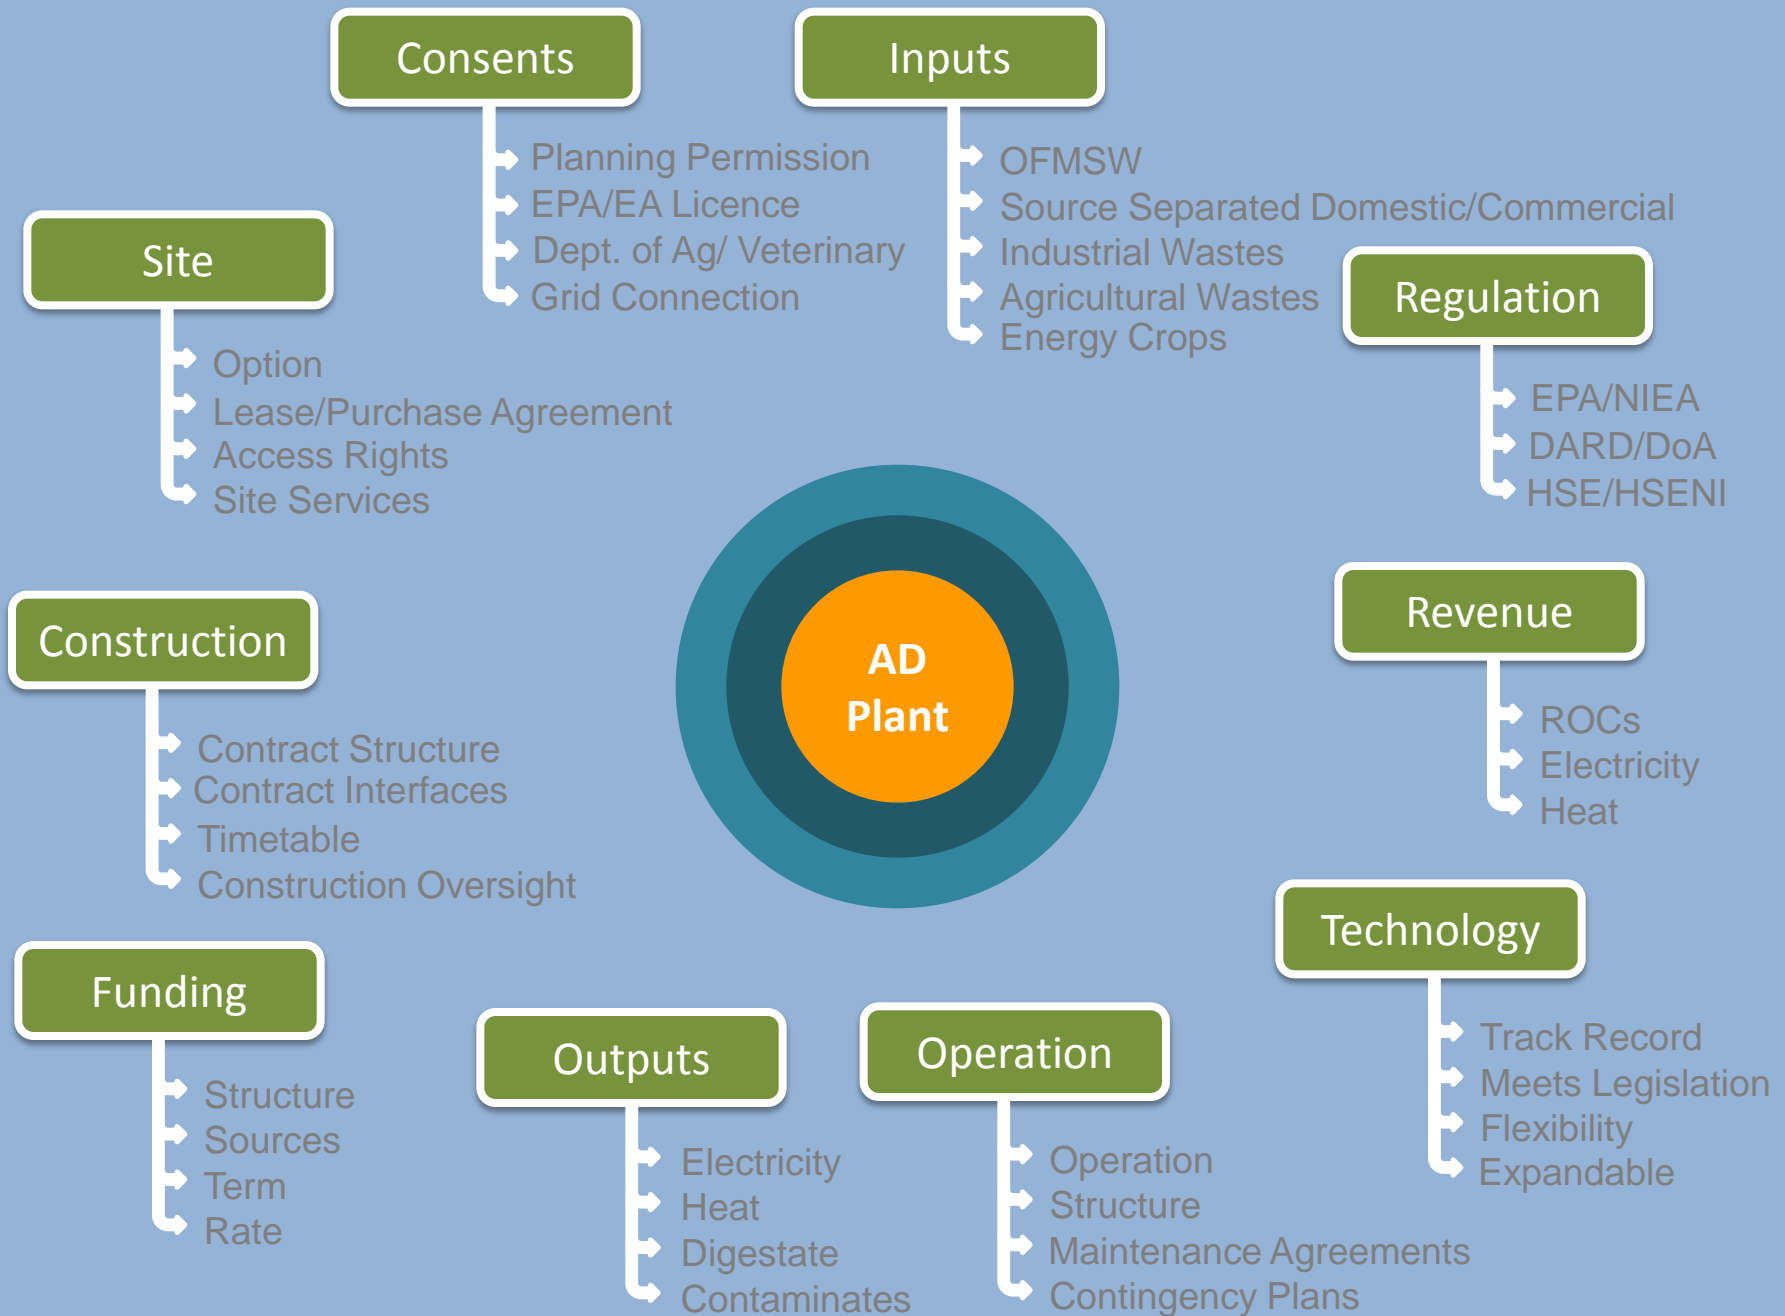 Consents
Planning Permission
EPA/EA Licence
Dept. of Ag/ Veterinary
Grid Connection
Inputs
OFMSW
Source Separated Domestic/Commercial
Industrial Wastes
Agricultural Wastes
Energy Crops
Site
Option
Lease/Purchase Agreement
Access Rights
Site Services
Regulation
EPA/NIEA
DARD/DoA
HSE/HSENI
Construction
Contract Structure
Contract Interfaces
Timetable
Construction Oversight
AD
Plant
Revenue
ROCs
Electricity
Heat
Funding
Structure
Sources
Term
Rate
Outputs
Electricity
Heat
Digestate
Contaminates
Operation
Operation
Structure
Maintenance Agreements
Contingency Plans
Technology
Track Record
Meets Legislation
Flexibility
Expandable